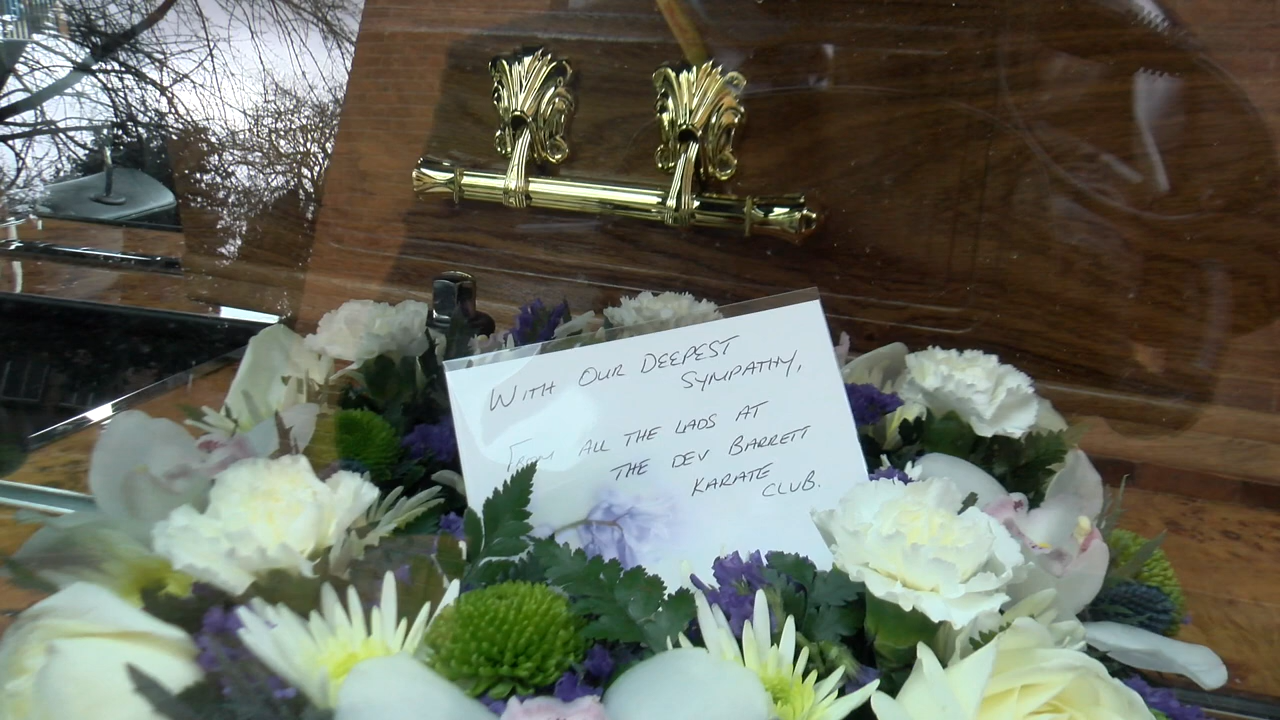 WITH OUR DEEPEST
SYMPATHY,
FROM ALL THE LADS AT
THE DEV BARRETT
KARATE
CLUB.